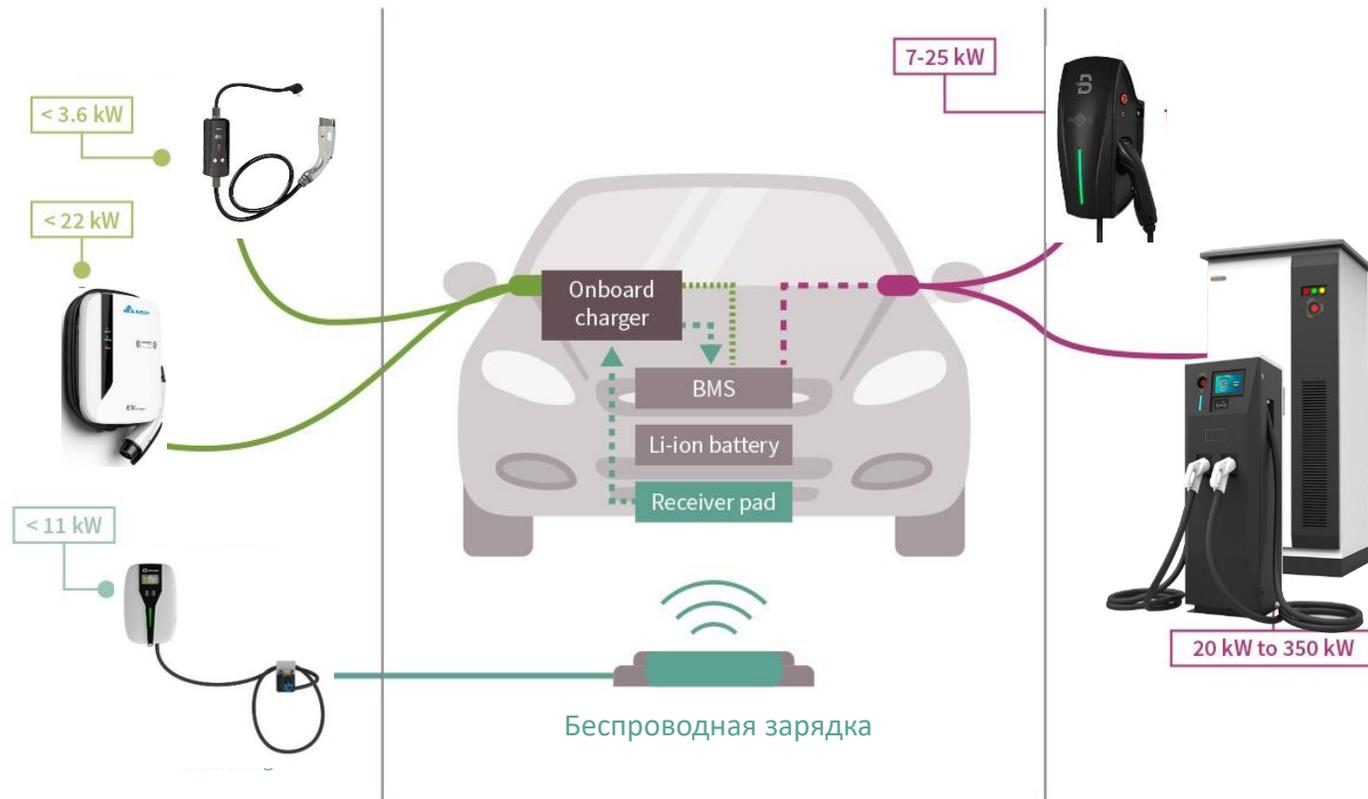 < 3.6 kW
< 22 kW
< 11 kW
Onboard
charger
BMS
Li-ion battery
Receiver pad
Беспроводная зарядка
7-25 kW
20 kW to 350 kW